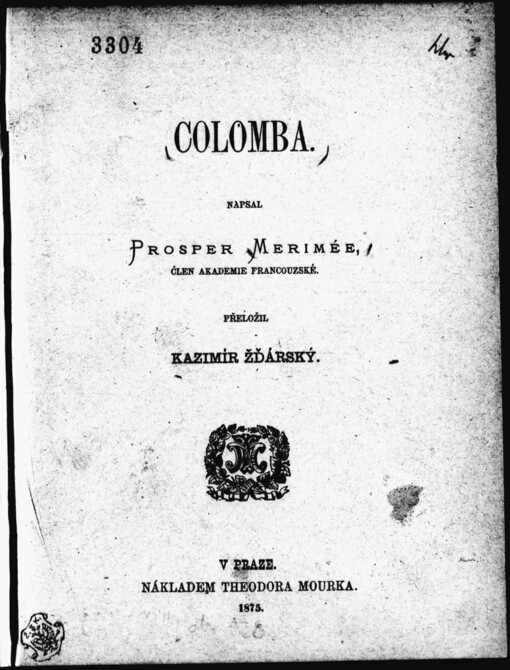 3304
COLOMBA.
NAPSAL
PROSPER MERIMÉE,
ČLEN AKADEMIE FRANCOUZSKÉ.
PŘELOŽIL
KAZIMÍR ŽĎÁRSKÝ.
V PRAZE.
NÁKLADEM THEODORA MOURKA.
1875.